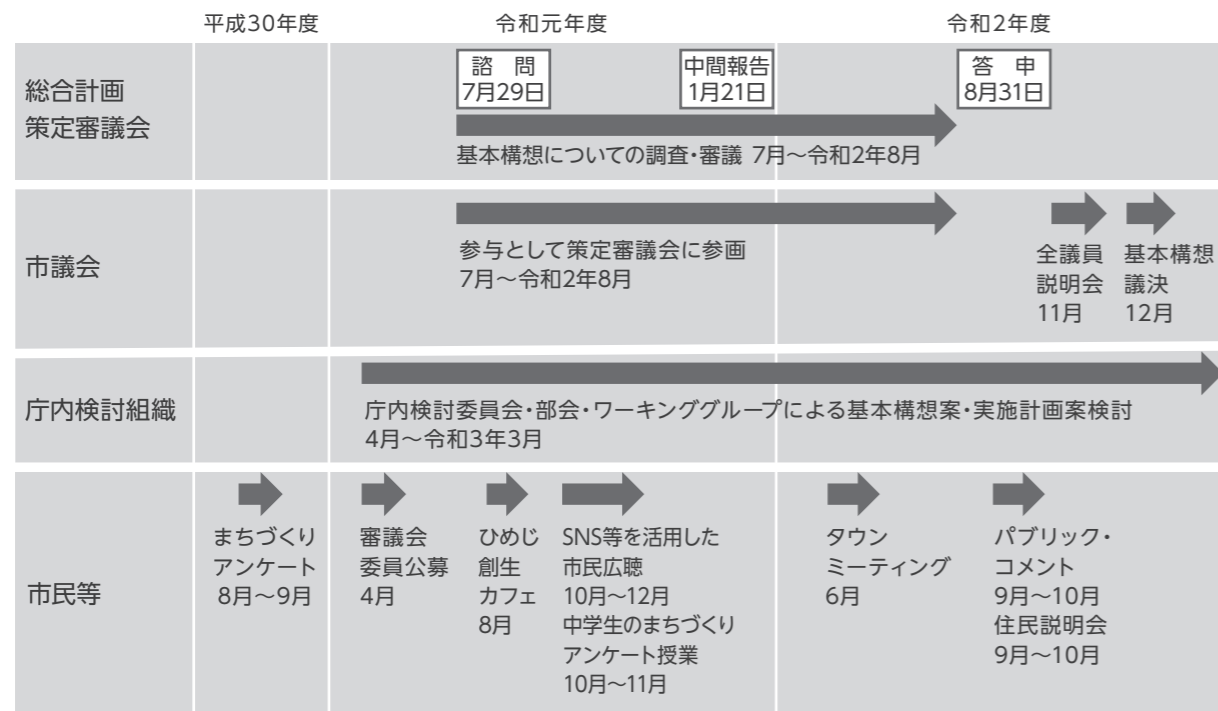 平成30年度
令和元年度
令和2年度
総合計画
策定審議会
諮　問
7月29日
中間報告
1月21日
答　申
8月31日
基本構想についての調査・審議 7月～令和2年8月
市議会
参与として策定審議会に参画
7月～令和2年8月
全議員
説明会
11月
基本構想
議決
12月
庁内検討組織
庁内検討委員会・部会・ワーキンググループによる基本構想案・実施計画案検討
4月～令和3年3月
市民等
まちづくり
アンケート
8月～9月
審議会
委員公募
4月
ひめじ
創生
カフェ
8月
SNS等を活用した
市民広聴
10月～12月
中学生のまちづくり
アンケート授業
10月～11月
タウン
ミーティング
6月
パブリック・
コメント
9月～10月
住民説明会
9月～10月